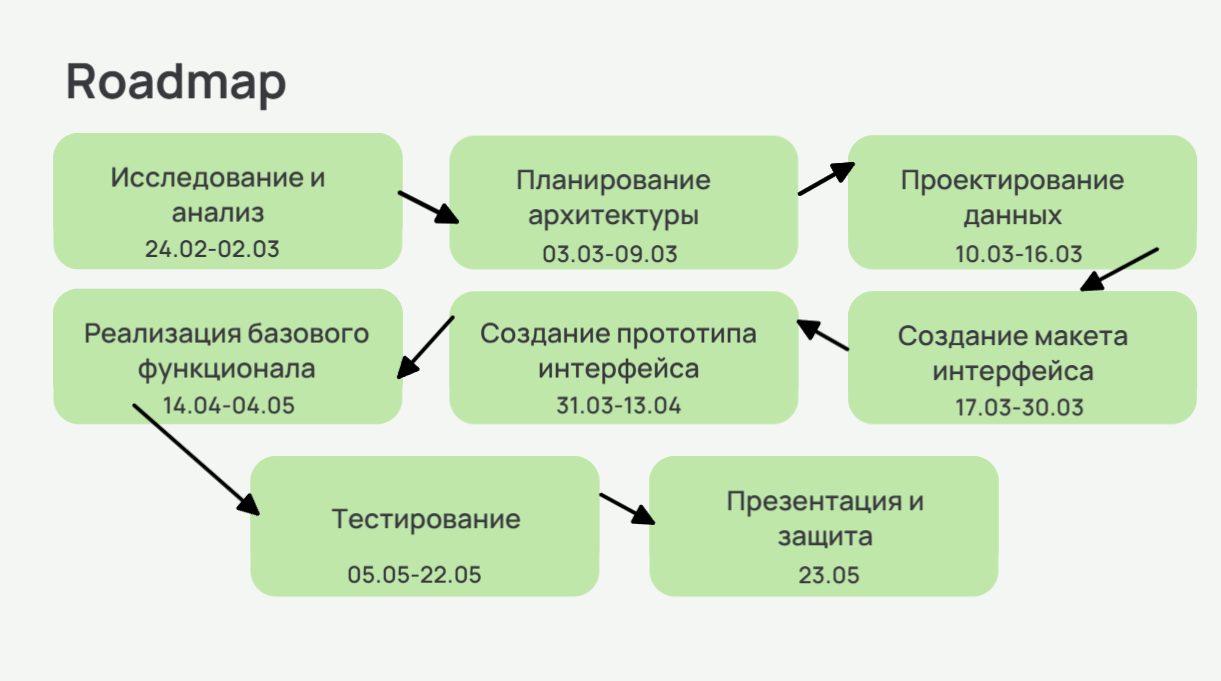 Roadmap
Исследование и
анализ
24.02-02.03
Планирование
архитектуры
03.03-09.03
Проектирование
данных
10.03-16.03
Реализация базового
функционала
14.04-04.05
Создание прототипа
интерфейса
31.03-13.04
Создание макета
интерфейса
17.03-30.03
Тестирование
05.05-22.05
Презентация и
защита
23.05